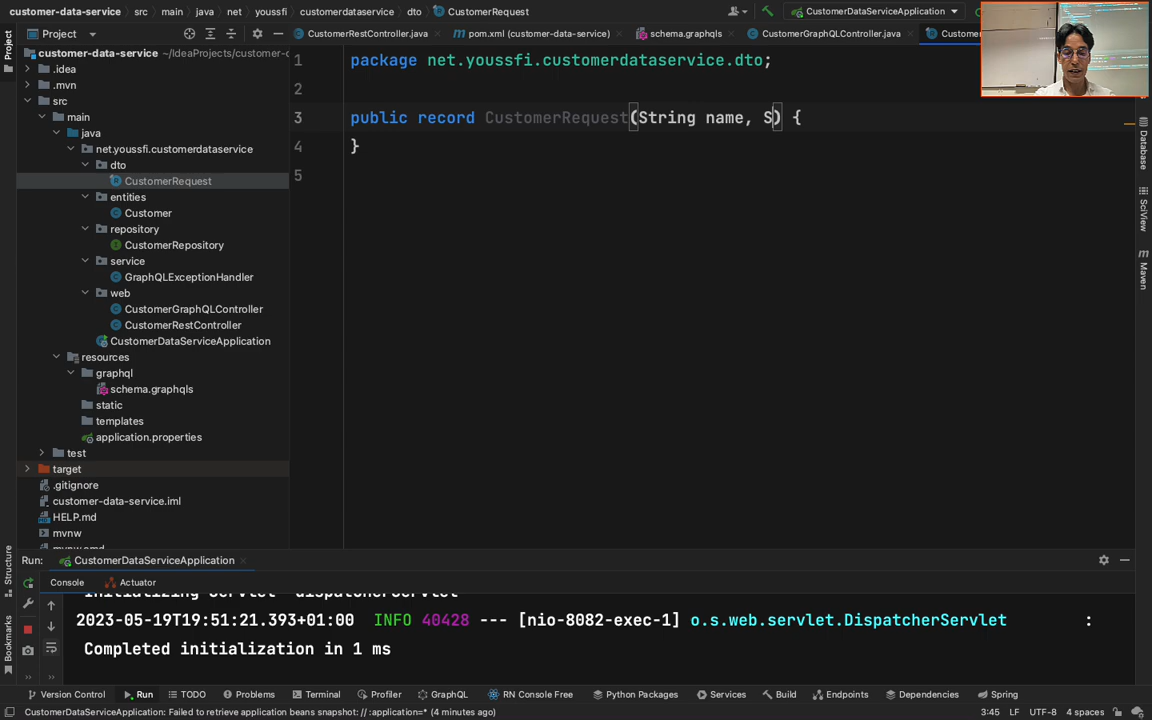 customer-data-service src main java net youssfi customerdataservice dto CustomerRequest CustomerDataServiceApplication
Project CustomerRestController.java pom.xml (customer-data-service) schema.graphqls CustomerGraphQLController.java
customer-data-service ~/IdeaProjects/customer-d
.idea
.mvn
src
main
java
net.youssfi.customerdataservice
dto
CustomerRequest
entities
Customer
repository
CustomerRepository
service
GraphQLExceptionHandler
web
CustomerGraphQLController
CustomerRestController
CustomerDataServiceApplication
resources
graphql
schema.graphqls
static
templates
application.properties
test
target
.gitignore
customer-data-service.iml
HELP.md
mvnw
1 package net.youssfi.customerdataservice.dto;
2
3 public record CustomerRequest(String name, S) {
4 }
5
Project
Structure
Bookmarks
Database
SciView
Maven
Run: CustomerDataServiceApplication
Console Actuator
Initializing Servlet 'dispatcherServlet'
2023-05-19T19:51:21.393+01:00 INFO 40428 --- [nio-8082-exec-1] o.s.web.servlet.DispatcherServlet :
Completed initialization in 1 ms
Version Control Run TODO Problems Terminal Profiler GraphQL RN Console Free Python Packages Services Build Endpoints Dependencies Spring
CustomerDataServiceApplication: Failed to retrieve application beans snapshot: // :application=* (4 minutes ago) 3:45 LF UTF-8 4 spaces